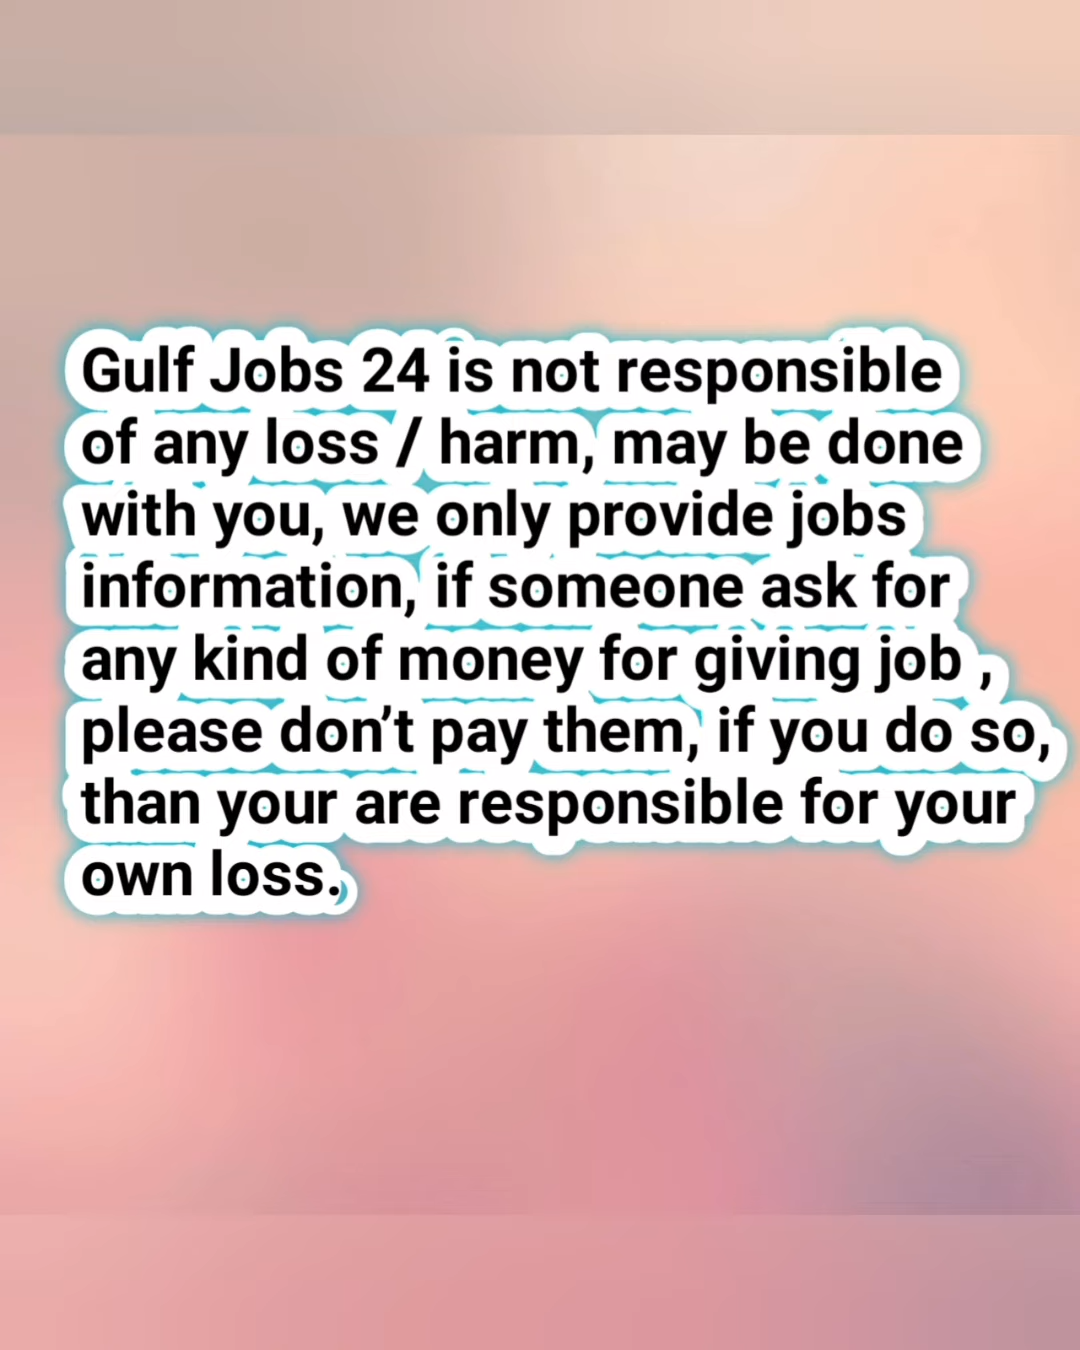 Gulf Jobs 24 is not responsible
of any loss / harm, may be done
with you, we only provide jobs
information, if someone ask for
any kind of money for giving job ,
please don’t pay them, if you do so,
than your are responsible for your
own loss.